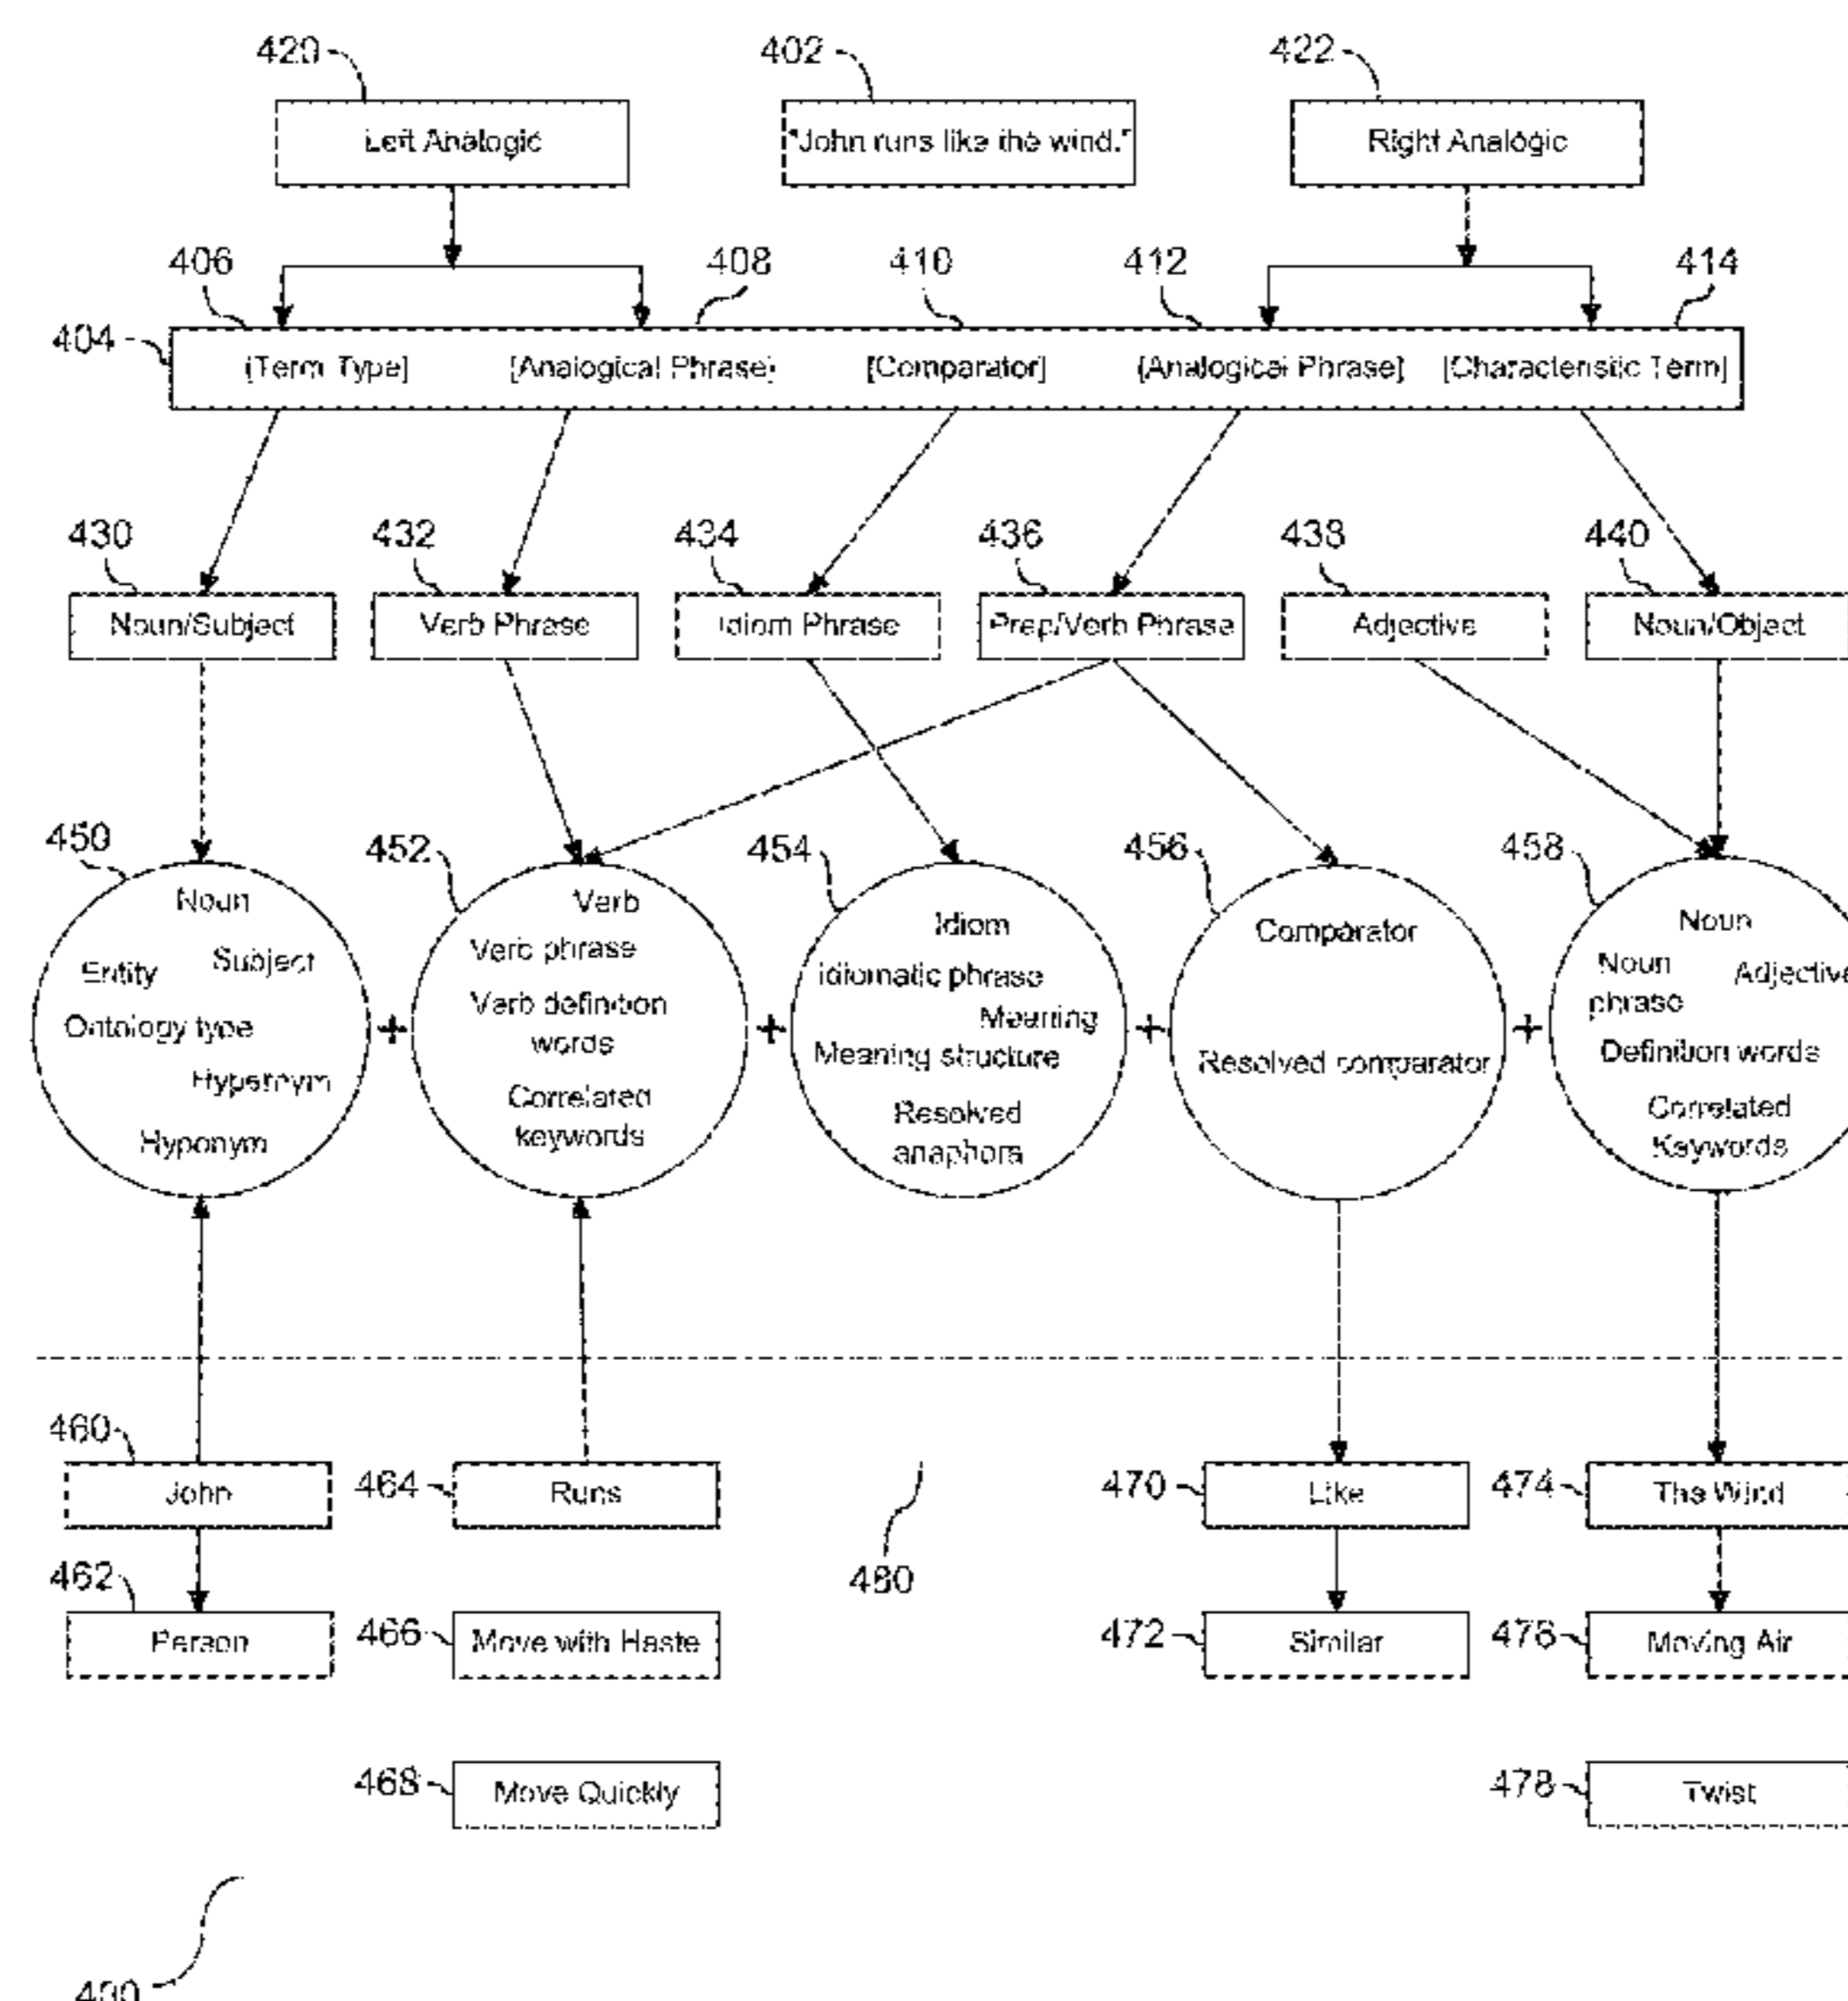 420 402 422
Left Analogic "John runs like the wind." Right Analogic
406 408 410 412 414
404 [Term Type] [Analogical Phrase] [Comparator] [Analogical Phrase] [Characteristic Term]
430 432 434 436 438 440
Noun/Subject Verb Phrase Idiom Phrase Prep/Verb Phrase Adjective Noun/Object
450 452 454 456 458
Noun
Entity
Subject
Ontology type
Hypernym
Hyponym
+
Verb
Verb phrase
Verb definition
words
Correlated
keywords
+
Idiom
idiomatic phrase
Meaning
Meaning structure
Resolved
anaphors
+
Comparator
Resolved comparator
+
Noun
Noun
phrase
Adjective
Definition words
Correlated
Keywords
460 John 464 Runs 470 Like 474 The Wind
480
462 Person 466 Move with Haste 472 Similar 476 Moving Air
468 Move Quickly 478 Twist
400